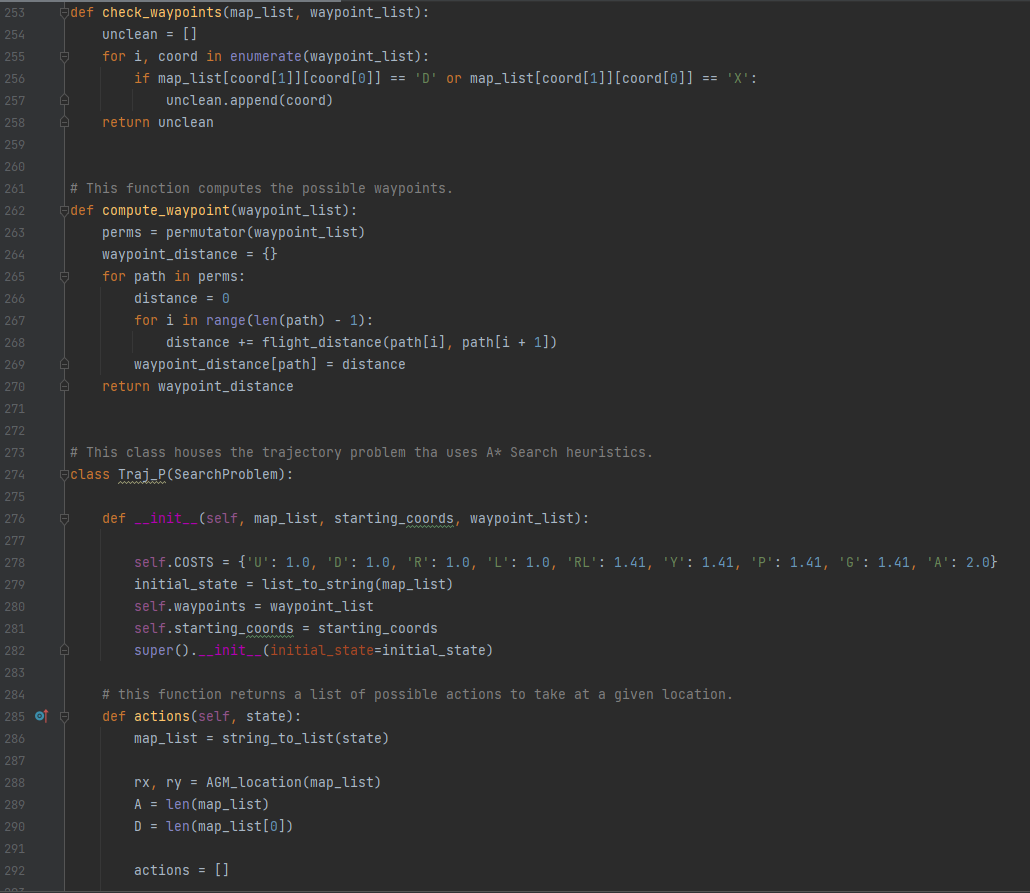 253 def check_waypoints(map_list, waypoint_list):
254     unclean = []
255     for i, coord in enumerate(waypoint_list):
256         if map_list[coord[1]][coord[0]] == 'D' or map_list[coord[1]][coord[0]] == 'X':
257             unclean.append(coord)
258     return unclean
259
260
261 # This function computes the possible waypoints.
262 def compute_waypoint(waypoint_list):
263     perms = permutator(waypoint_list)
264     waypoint_distance = {}
265     for path in perms:
266         distance = 0
267         for i in range(len(path) - 1):
268             distance += flight_distance(path[i], path[i + 1])
269         waypoint_distance[path] = distance
270     return waypoint_distance
271
272
273 # This class houses the trajectory problem tha uses A* Search heuristics.
274 class Traj_P(SearchProblem):
275
276     def __init__(self, map_list, starting_coords, waypoint_list):
277
278         self.COSTS = {'U': 1.0, 'D': 1.0, 'R': 1.0, 'L': 1.0, 'RL': 1.41, 'Y': 1.41, 'P': 1.41, 'G': 1.41, 'A': 2.0}
279         initial_state = list_to_string(map_list)
280         self.waypoints = waypoint_list
281         self.starting_coords = starting_coords
282         super().__init__(initial_state=initial_state)
283
284     # this function returns a list of possible actions to take at a given location.
285     def actions(self, state):
286         map_list = string_to_list(state)
287
288         rx, ry = AGM_location(map_list)
289         A = len(map_list)
290         D = len(map_list[0])
291
292         actions = []